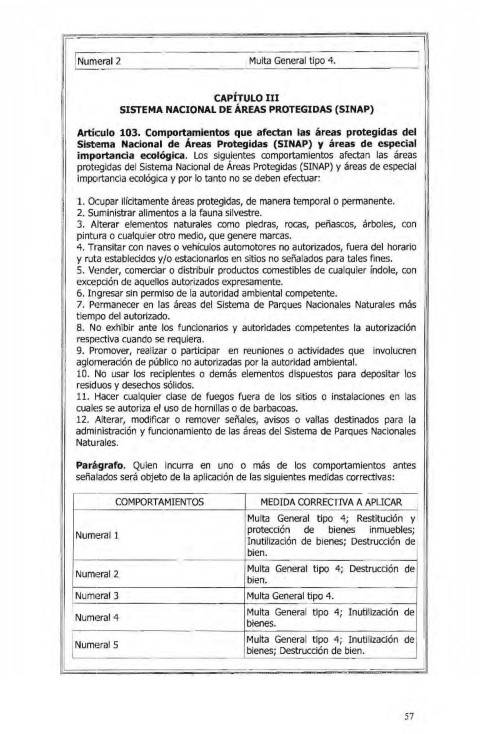 Numeral 2 Multa General tipo 4.
CAPÍTULO III
SISTEMA NACIONAL DE ÁREAS PROTEGIDAS (SINAP)
Artículo 103. Comportamientos que afectan las áreas protegidas del
Sistema Nacional de Áreas Protegidas (SINAP) y áreas de especial
importancia ecológica. Los siguientes comportamientos afectan las áreas
protegidas del Sistema Nacional de Áreas Protegidas (SINAP) y áreas de especial
importancia ecológica y por lo tanto no se deben efectuar:
1. Ocupar ilícitamente áreas protegidas, de manera temporal o permanente.
2. Suministrar alimentos a la fauna silvestre.
3. Alterar elementos naturales como piedras, rocas, peñascos, árboles, con
pintura o cualquier otro medio, que genere marcas.
4. Transitar con naves o vehículos automotores no autorizados, fuera del horario
y ruta establecidos y/o estacionarlos en sitios no señalados para tales fines.
5. Vender, comerciar o distribuir productos comestibles de cualquier índole, con
excepción de aquellos autorizados expresamente.
6. Ingresar sin permiso de la autoridad ambiental competente.
7. Permanecer en las áreas del Sistema de Parques Nacionales Naturales más
tiempo del autorizado.
8. No exhibir ante los funcionarios y autoridades competentes la autorización
respectiva cuando se requiera.
9. Promover, realizar o participar en reuniones o actividades que involucren
aglomeración de público no autorizadas por la autoridad ambiental.
10. No usar los recipientes o demás elementos dispuestos para depositar los
residuos y desechos sólidos.
11. Hacer cualquier clase de fuegos fuera de los sitios o instalaciones en las
cuales se autoriza el uso de hornillas o de barbacoas.
12. Alterar, modificar o remover señales, avisos o vallas destinados para la
administración y funcionamiento de las áreas del Sistema de Parques Nacionales
Naturales.
Parágrafo. Quien incurra en uno o más de los comportamientos antes
señalados será objeto de la aplicación de las siguientes medidas correctivas:
COMPORTAMIENTOS MEDIDA CORRECTIVA A APLICAR
Numeral 1 Multa General tipo 4; Restitución y
protección de bienes inmuebles;
Inutilización de bienes; Destrucción de
bien.
Numeral 2 Multa General tipo 4; Destrucción de
bien.
Numeral 3 Multa General tipo 4.
Numeral 4 Multa General tipo 4; Inutilización de
bienes.
Numeral 5 Multa General tipo 4; Inutilización de
bienes; Destrucción de bien.
57